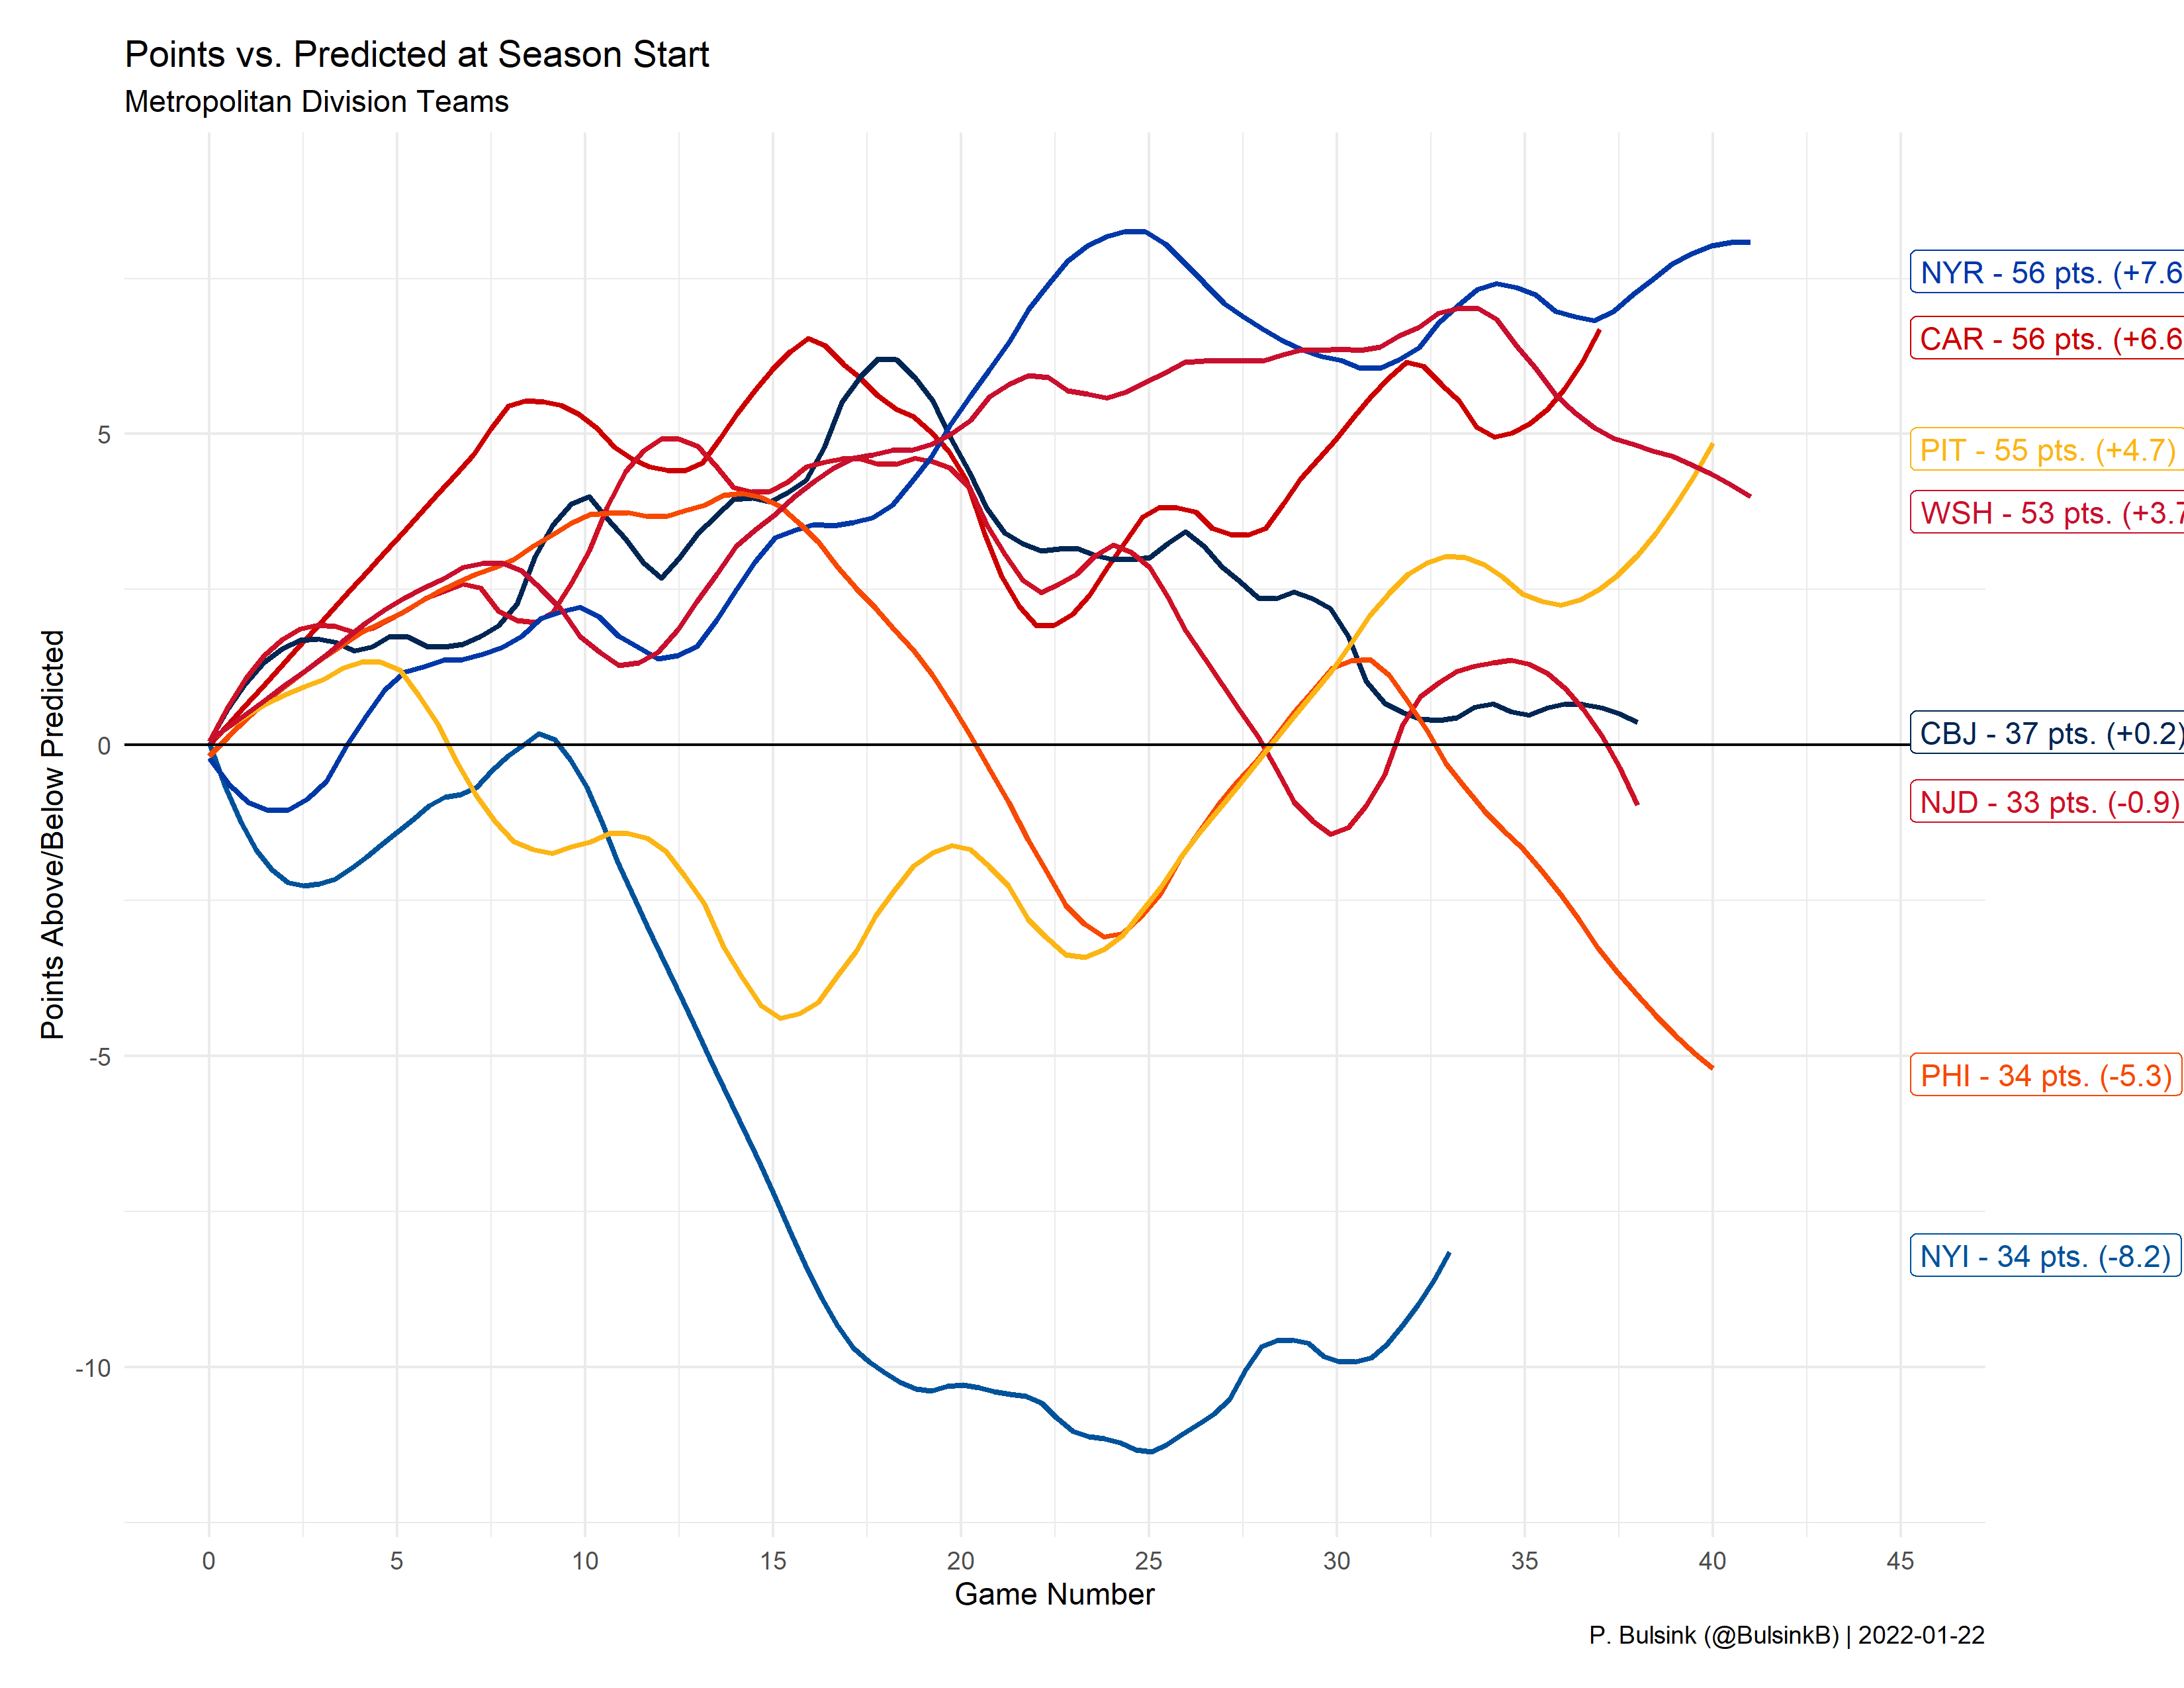 Points vs. Predicted at Season Start
Metropolitan Division Teams
Points Above/Below Predicted
5
0
-5
-10
NYR - 56 pts. (+7.6
CAR - 56 pts. (+6.6
PIT - 55 pts. (+4.7)
WSH - 53 pts. (+3.7
CBJ - 37 pts. (+0.2)
NJD - 33 pts. (-0.9)
PHI - 34 pts. (-5.3)
NYI - 34 pts. (-8.2)
0 5 10 15 20 25 30 35 40 45
Game Number
P. Bulsink (@BulsinkB) | 2022-01-22